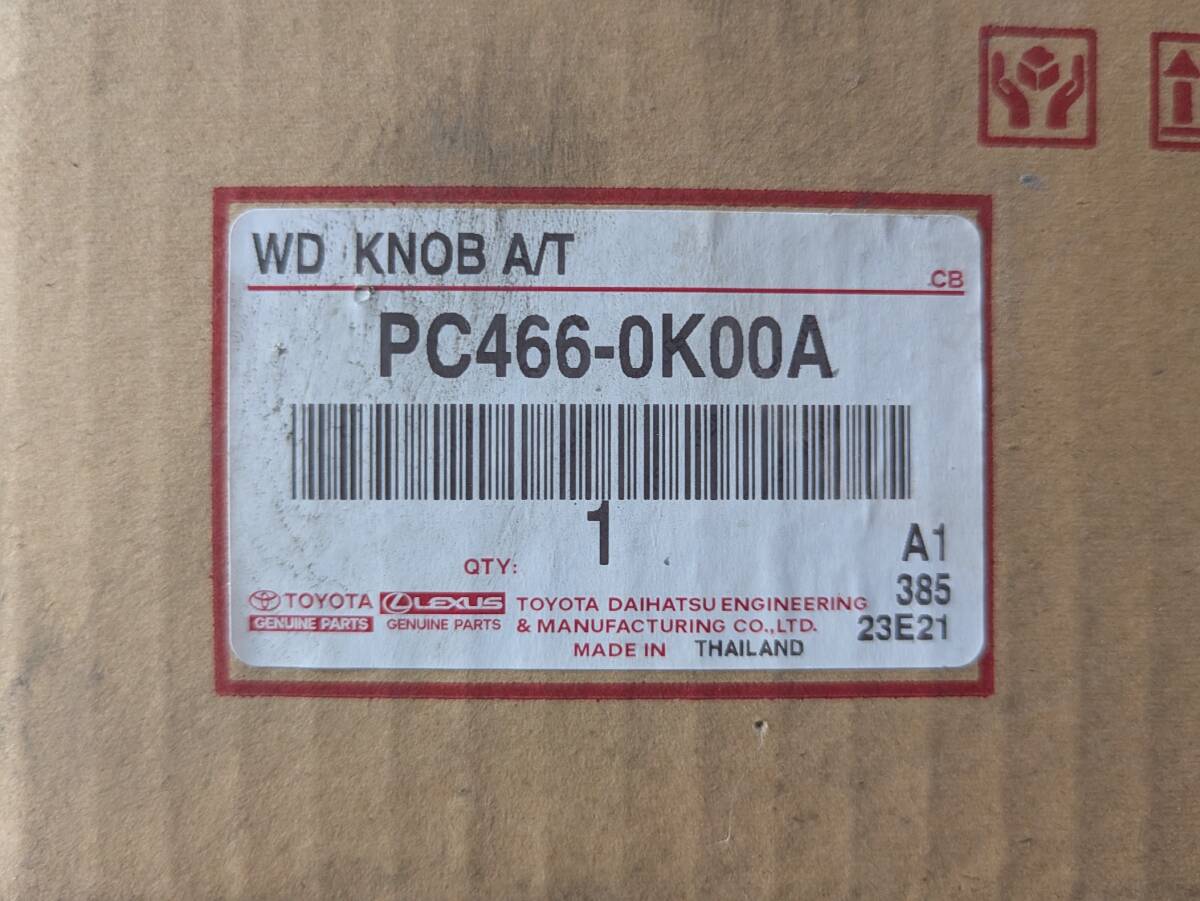 WD KNOB A/T
CB
PC466-0K00A
1
QTY:
A1
385
23E21
TOYOTA
GENUINE PARTS
LEXUS
GENUINE PARTS
TOYOTA DAIHATSU ENGINEERING
& MANUFACTURING CO.,LTD.
MADE IN THAILAND